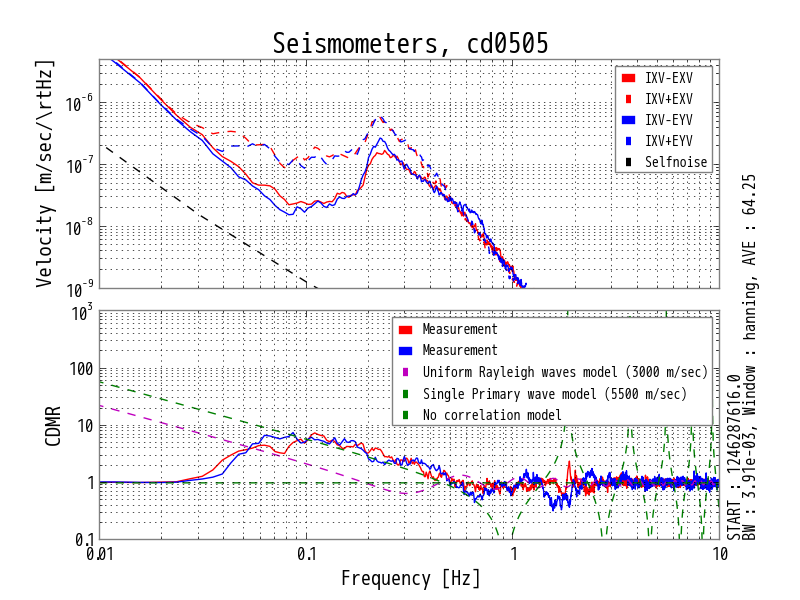 Seismometers, cd0505
Velocity [m/sec/\rtHz]
10^-6
10^-7
10^-8
10^-9
IXV-EXV
IXV+EXV
IXV-EYV
IXV+EYV
Selfnoise
CDMR
10^3
100
10
1
0.1
Measurement
Measurement
Uniform Rayleigh waves model (3000 m/sec)
Single Primary wave model (5500 m/sec)
No correlation model
0.01
0.1
1
10
Frequency [Hz]
START : 1246287616.0
BW : 3.91e-03, Window : hanning, AVE : 64.25